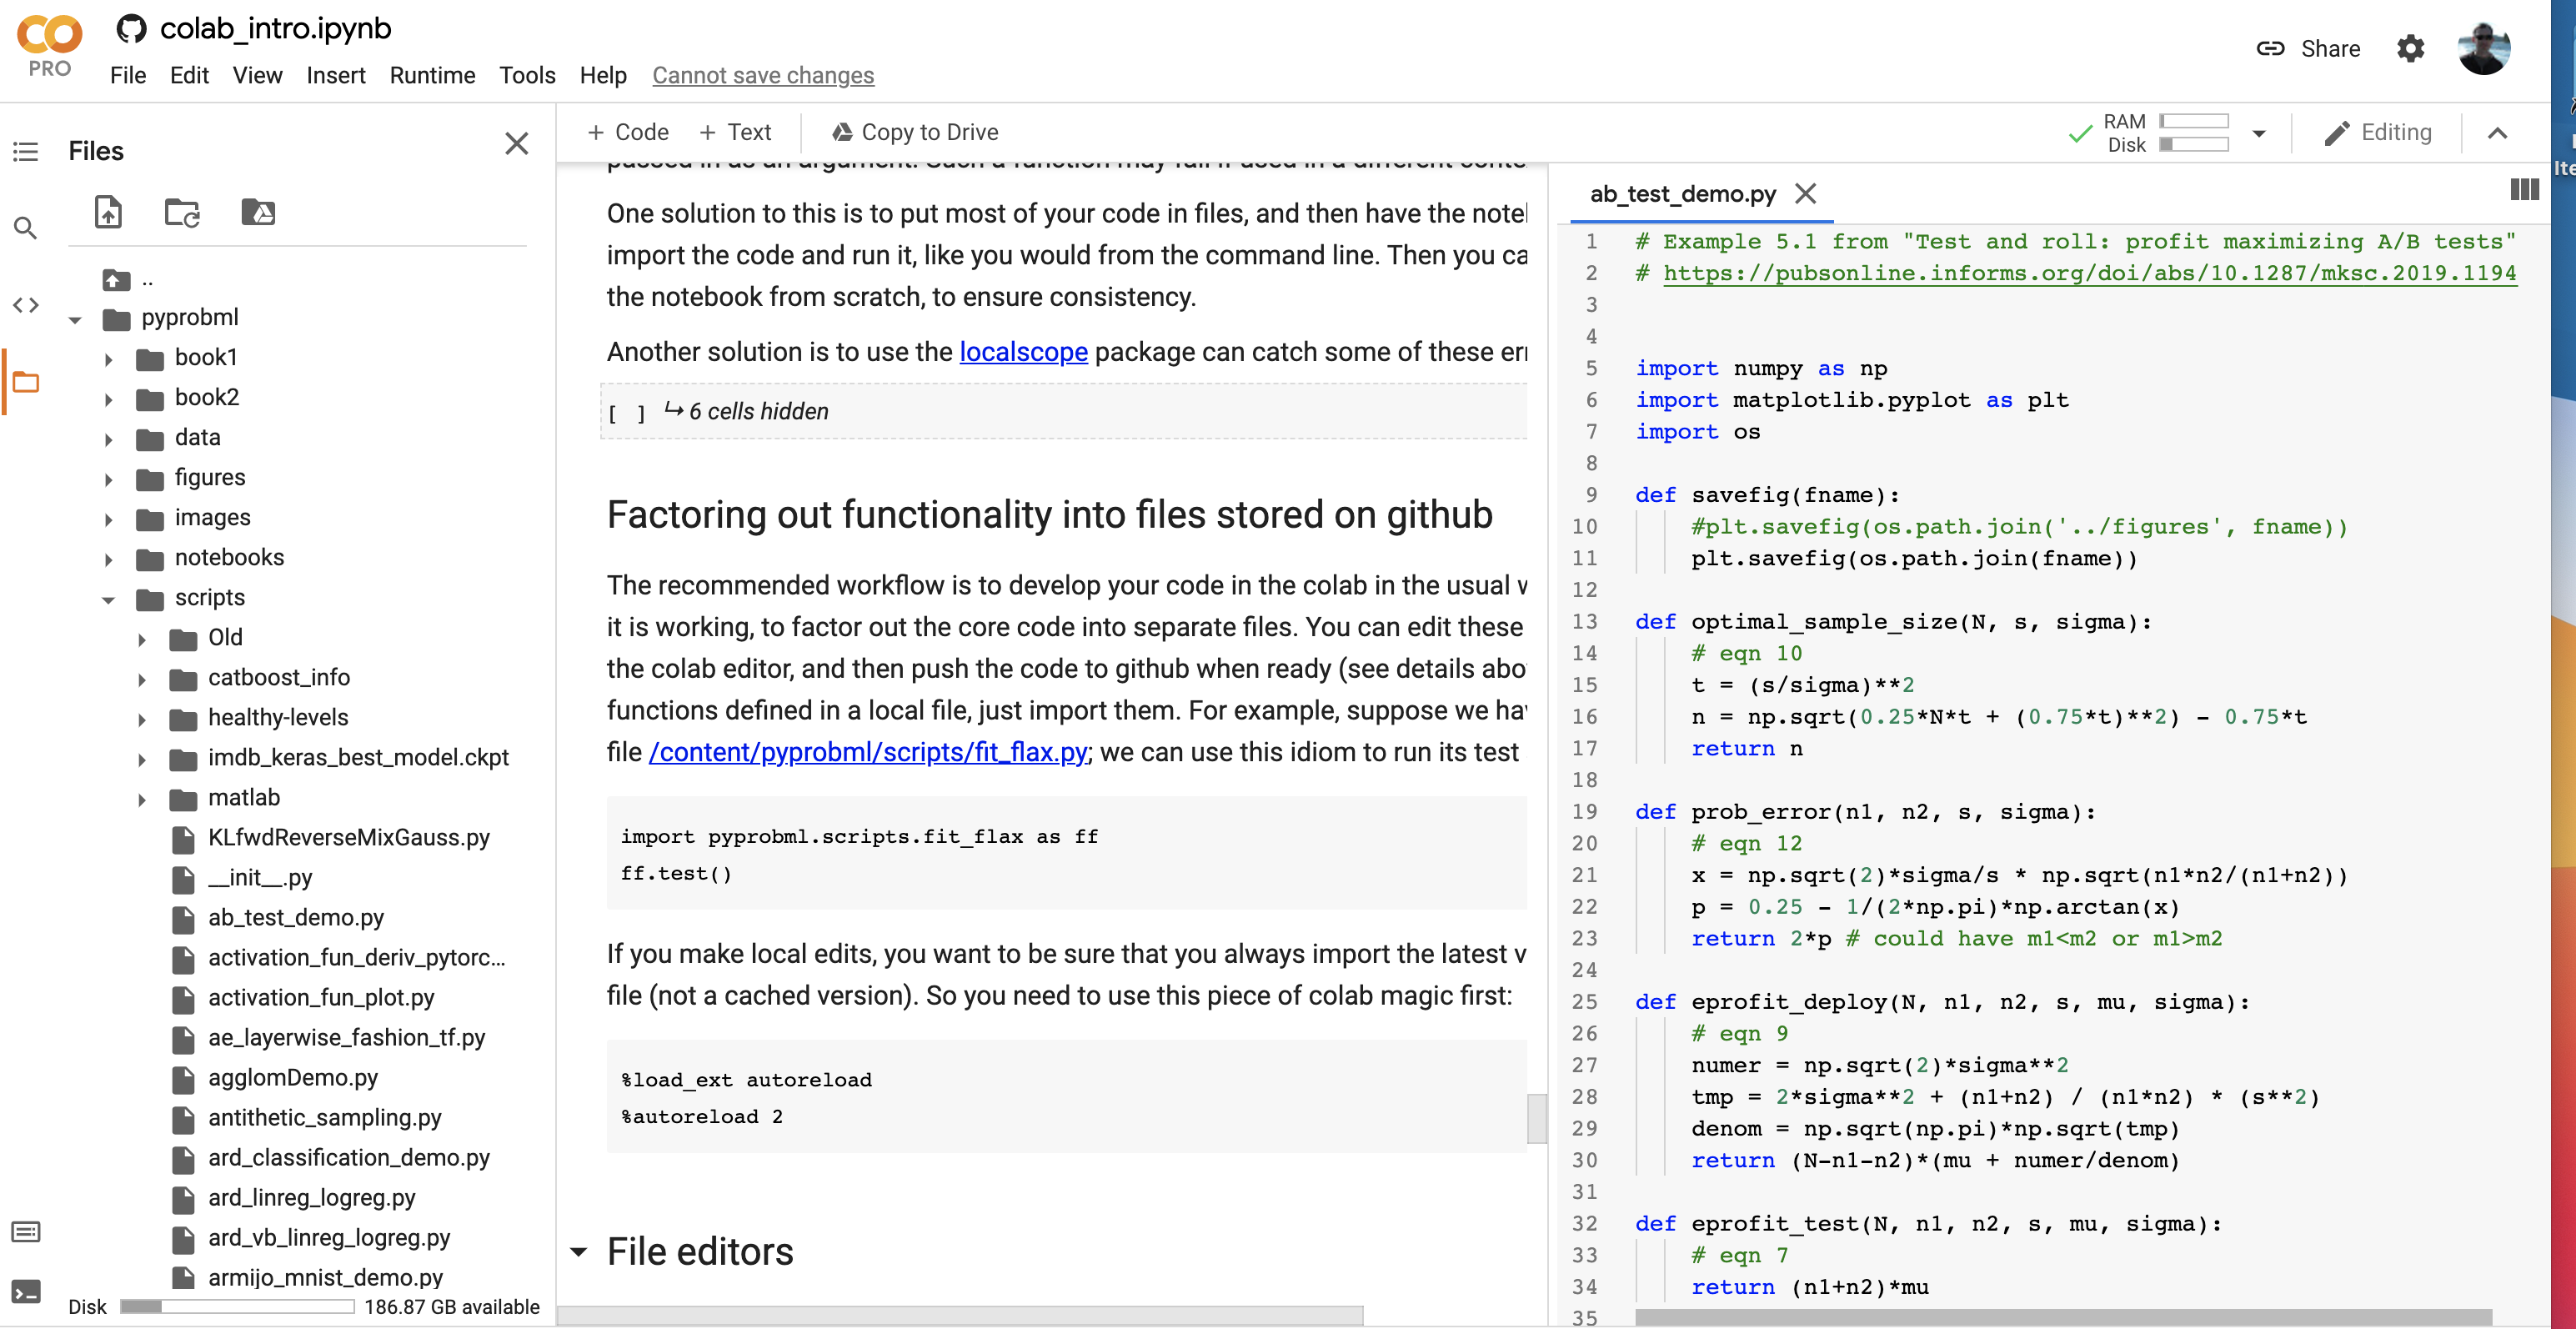 PRO
colab_intro.ipynb
File Edit View Insert Runtime Tools Help Cannot save changes
Share
Files
+ Code + Text Copy to Drive
RAM
Disk
Editing
..
pyprobml
book1
book2
data
figures
images
notebooks
scripts
Old
catboost_info
healthy-levels
imdb_keras_best_model.ckpt
matlab
KLfwdReverseMixGauss.py
__init__.py
ab_test_demo.py
activation_fun_deriv_pytorc...
activation_fun_plot.py
ae_layerwise_fashion_tf.py
agglomDemo.py
antithetic_sampling.py
ard_classification_demo.py
ard_linreg_logreg.py
ard_vb_linreg_logreg.py
armijo_mnist_demo.py
Disk 186.87 GB available
passed in as an argument. Such a function may fail if used in a different conte
One solution to this is to put most of your code in files, and then have the note
import the code and run it, like you would from the command line. Then you ca
the notebook from scratch, to ensure consistency.
Another solution is to use the localscope package can catch some of these er
[ ] ↳ 6 cells hidden
Factoring out functionality into files stored on github
The recommended workflow is to develop your code in the colab in the usual
it is working, to factor out the core code into separate files. You can edit these
the colab editor, and then push the code to github when ready (see details abo
functions defined in a local file, just import them. For example, suppose we ha
file /content/pyprobml/scripts/fit_flax.py; we can use this idiom to run its test
import pyprobml.scripts.fit_flax as ff
ff.test()
If you make local edits, you want to be sure that you always import the latest v
file (not a cached version). So you need to use this piece of colab magic first:
%load_ext autoreload
%autoreload 2
File editors
ab_test_demo.py
1 # Example 5.1 from "Test and roll: profit maximizing A/B tests"
2 # https://pubsonline.informs.org/doi/abs/10.1287/mksc.2019.1194
3
4
5 import numpy as np
6 import matplotlib.pyplot as plt
7 import os
8
9 def savefig(fname):
10 #plt.savefig(os.path.join('../figures', fname))
11 plt.savefig(os.path.join(fname))
12
13 def optimal_sample_size(N, s, sigma):
14 # eqn 10
15 t = (s/sigma)**2
16 n = np.sqrt(0.25*N*t + (0.75*t)**2) - 0.75*t
17 return n
18
19 def prob_error(n1, n2, s, sigma):
20 # eqn 12
21 x = np.sqrt(2)*sigma/s * np.sqrt(n1*n2/(n1+n2))
22 p = 0.25 - 1/(2*np.pi)*np.arctan(x)
23 return 2*p # could have m1<m2 or m1>m2
24
25 def eprofit_deploy(N, n1, n2, s, mu, sigma):
26 # eqn 9
27 numer = np.sqrt(2)*sigma**2
28 tmp = 2*sigma**2 + (n1+n2) / (n1*n2) * (s**2)
29 denom = np.sqrt(np.pi)*np.sqrt(tmp)
30 return (N-n1-n2)*(mu + numer/denom)
31
32 def eprofit_test(N, n1, n2, s, mu, sigma):
33 # eqn 7
34 return (n1+n2)*mu
35
Ite